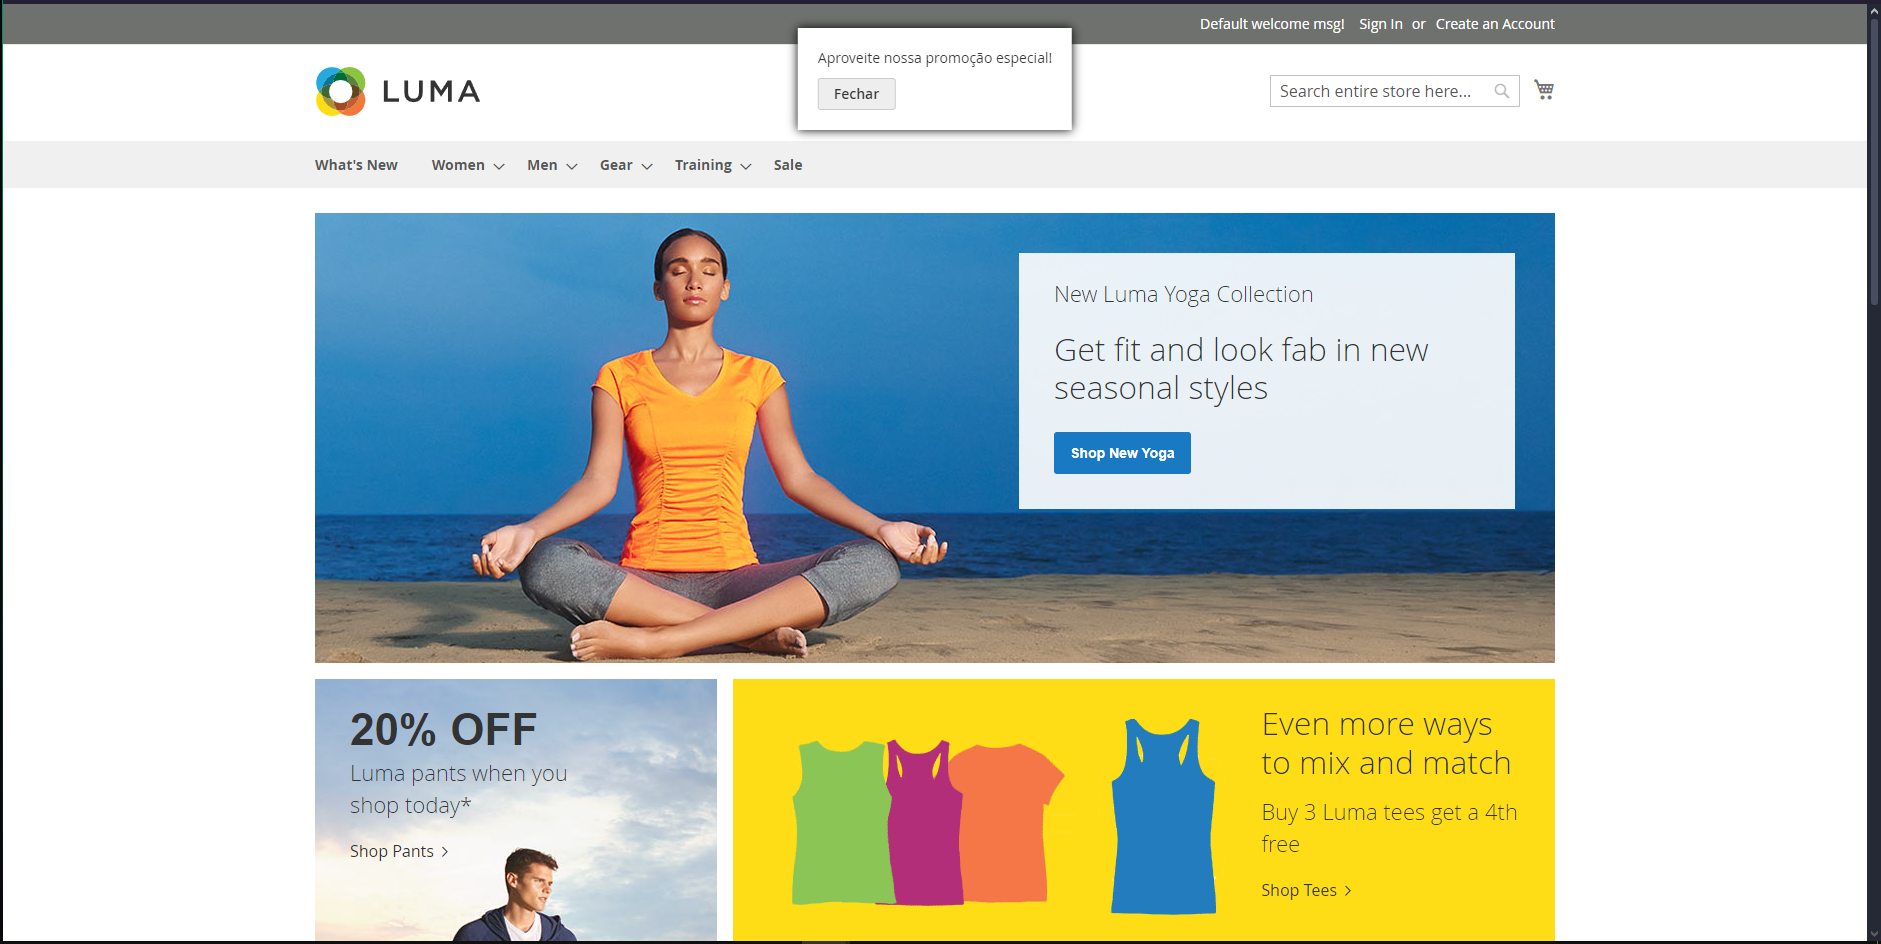 Default welcome msg! Sign In or Create an Account
Aproveite nossa promoção especial!
Fechar
LUMA
Search entire store here...
What's New Women Men Gear Training Sale
New Luma Yoga Collection
Get fit and look fab in new
seasonal styles
Shop New Yoga
20% OFF
Luma pants when you
shop today*
Shop Pants
Even more ways
to mix and match
Buy 3 Luma tees get a 4th
free
Shop Tees